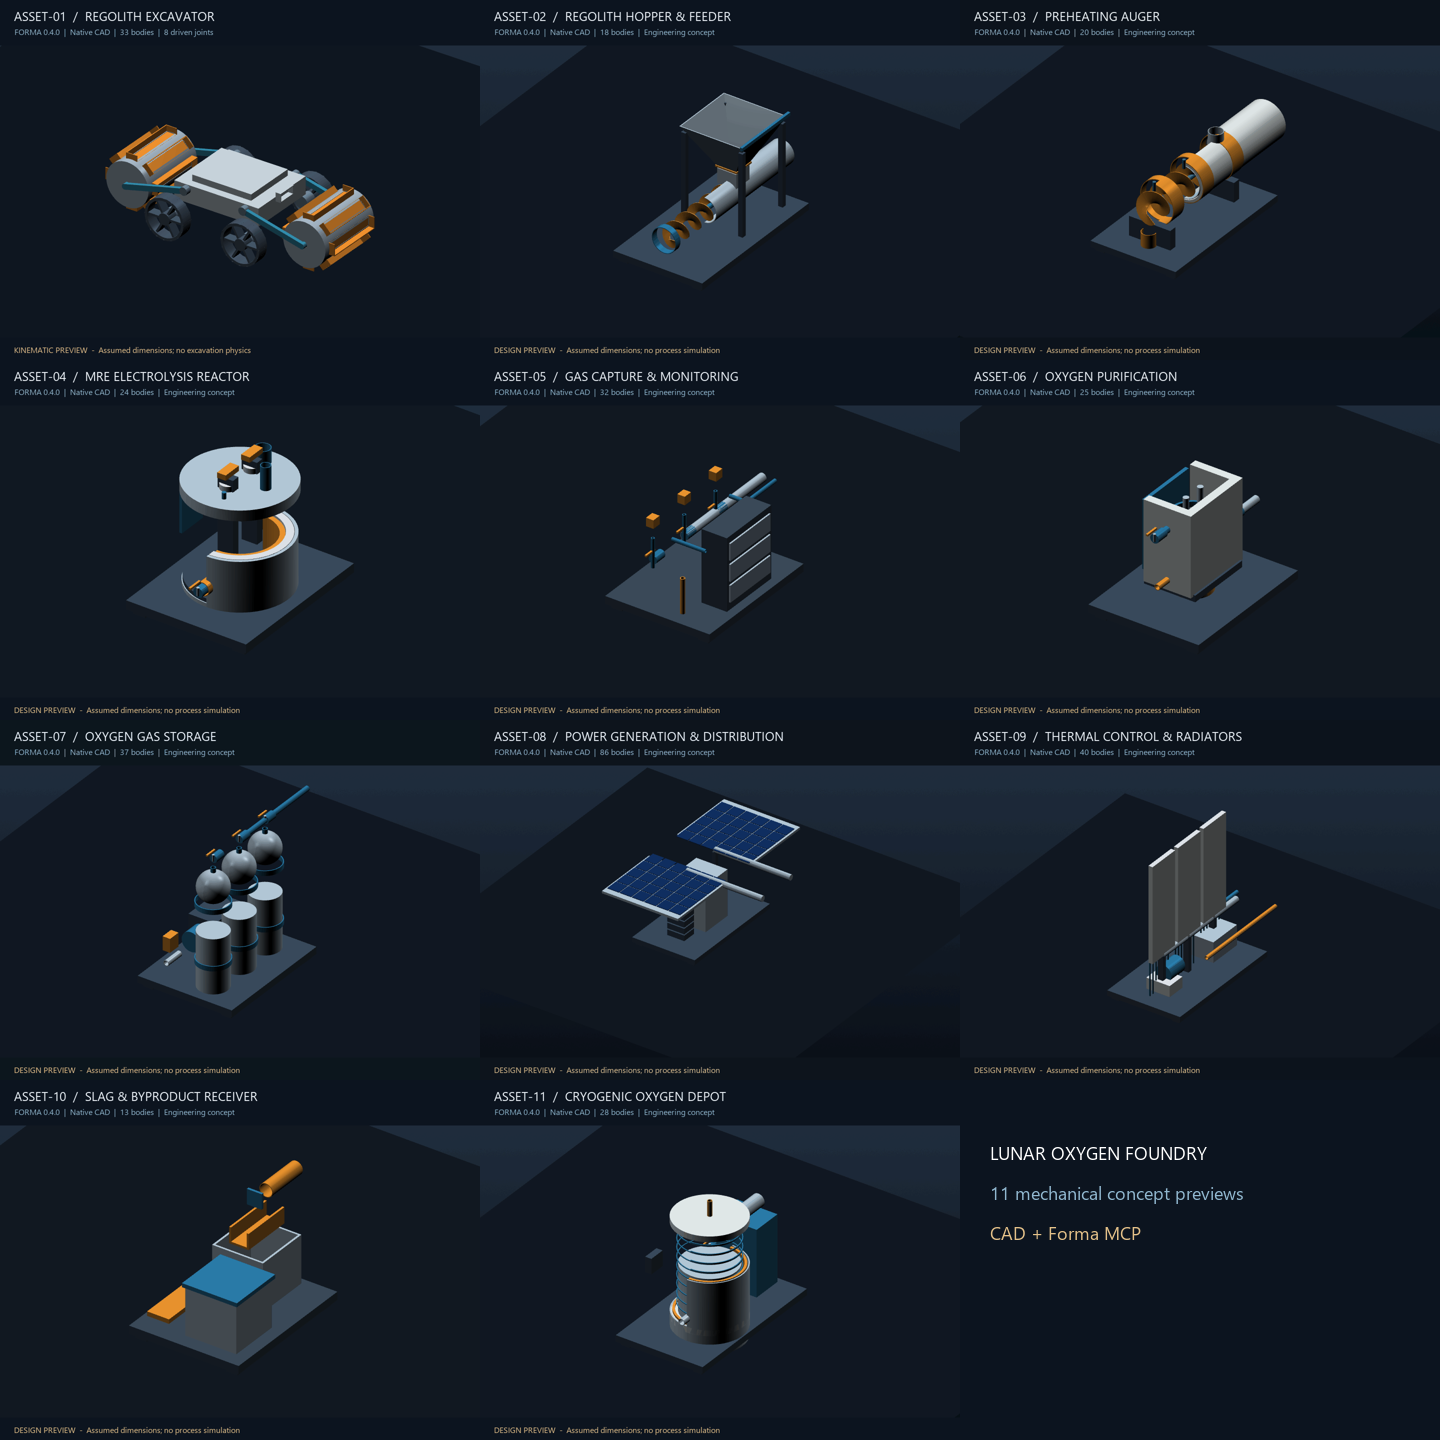 ASSET-01 / REGOLITH EXCAVATOR
FORMA 0.4.0 | Native CAD | 33 bodies | 8 driven joints
KINEMATIC PREVIEW - Assumed dimensions; no excavation physics
ASSET-02 / REGOLITH HOPPER & FEEDER
FORMA 0.4.0 | Native CAD | 18 bodies | Engineering concept
DESIGN PREVIEW - Assumed dimensions; no process simulation
ASSET-03 / PREHEATING AUGER
FORMA 0.4.0 | Native CAD | 20 bodies | Engineering concept
DESIGN PREVIEW - Assumed dimensions; no process simulation
ASSET-04 / MRE ELECTROLYSIS REACTOR
FORMA 0.4.0 | Native CAD | 24 bodies | Engineering concept
DESIGN PREVIEW - Assumed dimensions; no process simulation
ASSET-05 / GAS CAPTURE & MONITORING
FORMA 0.4.0 | Native CAD | 32 bodies | Engineering concept
DESIGN PREVIEW - Assumed dimensions; no process simulation
ASSET-06 / OXYGEN PURIFICATION
FORMA 0.4.0 | Native CAD | 25 bodies | Engineering concept
DESIGN PREVIEW - Assumed dimensions; no process simulation
ASSET-07 / OXYGEN GAS STORAGE
FORMA 0.4.0 | Native CAD | 37 bodies | Engineering concept
DESIGN PREVIEW - Assumed dimensions; no process simulation
ASSET-08 / POWER GENERATION & DISTRIBUTION
FORMA 0.4.0 | Native CAD | 86 bodies | Engineering concept
DESIGN PREVIEW - Assumed dimensions; no process simulation
ASSET-09 / THERMAL CONTROL & RADIATORS
FORMA 0.4.0 | Native CAD | 40 bodies | Engineering concept
DESIGN PREVIEW - Assumed dimensions; no process simulation
ASSET-10 / SLAG & BYPRODUCT RECEIVER
FORMA 0.4.0 | Native CAD | 13 bodies | Engineering concept
DESIGN PREVIEW - Assumed dimensions; no process simulation
ASSET-11 / CRYOGENIC OXYGEN DEPOT
FORMA 0.4.0 | Native CAD | 28 bodies | Engineering concept
DESIGN PREVIEW - Assumed dimensions; no process simulation
LUNAR OXYGEN FOUNDRY
11 mechanical concept previews
CAD + Forma MCP